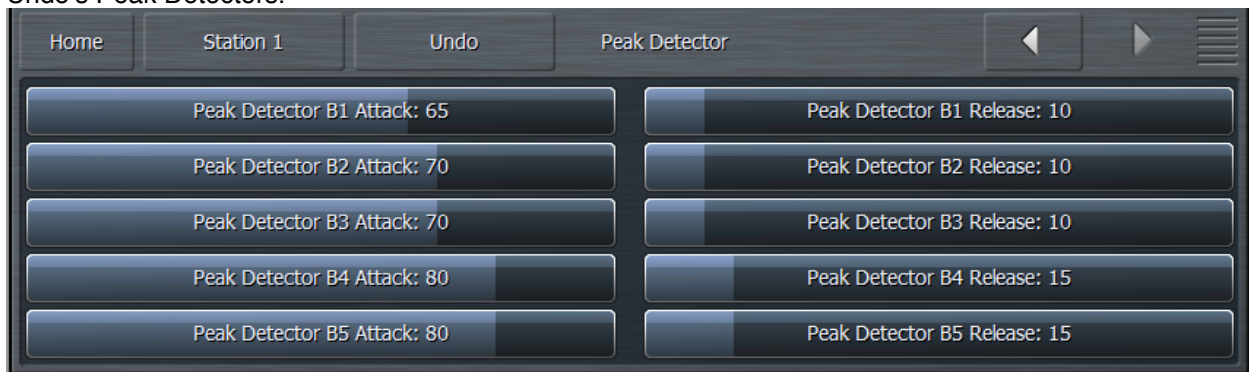 Undo's Peak Detectors.
Home Station 1 Undo Peak Detector
Peak Detector B1 Attack: 65 Peak Detector B1 Release: 10
Peak Detector B2 Attack: 70 Peak Detector B2 Release: 10
Peak Detector B3 Attack: 70 Peak Detector B3 Release: 10
Peak Detector B4 Attack: 80 Peak Detector B4 Release: 15
Peak Detector B5 Attack: 80 Peak Detector B5 Release: 15